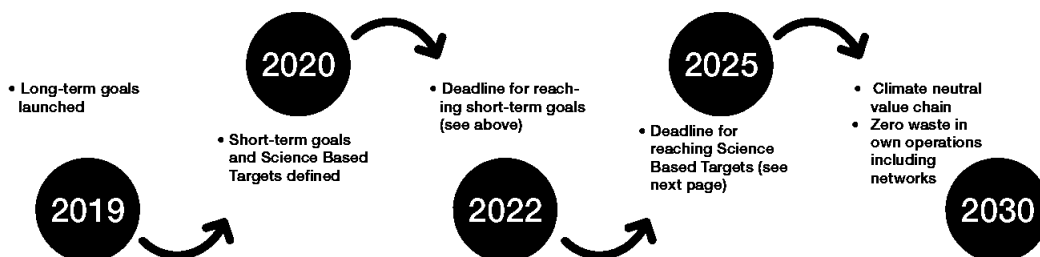 • Long-term goals
launched
2019
2020
• Short-term goals
and Science Based
Targets defined
• Deadline for reach-
ing short-term goals
(see above)
2022
2025
• Deadline for
reaching Science
Based Targets (see
next page)
• Climate neutral
value chain
• Zero waste in
own operations
including
networks
2030